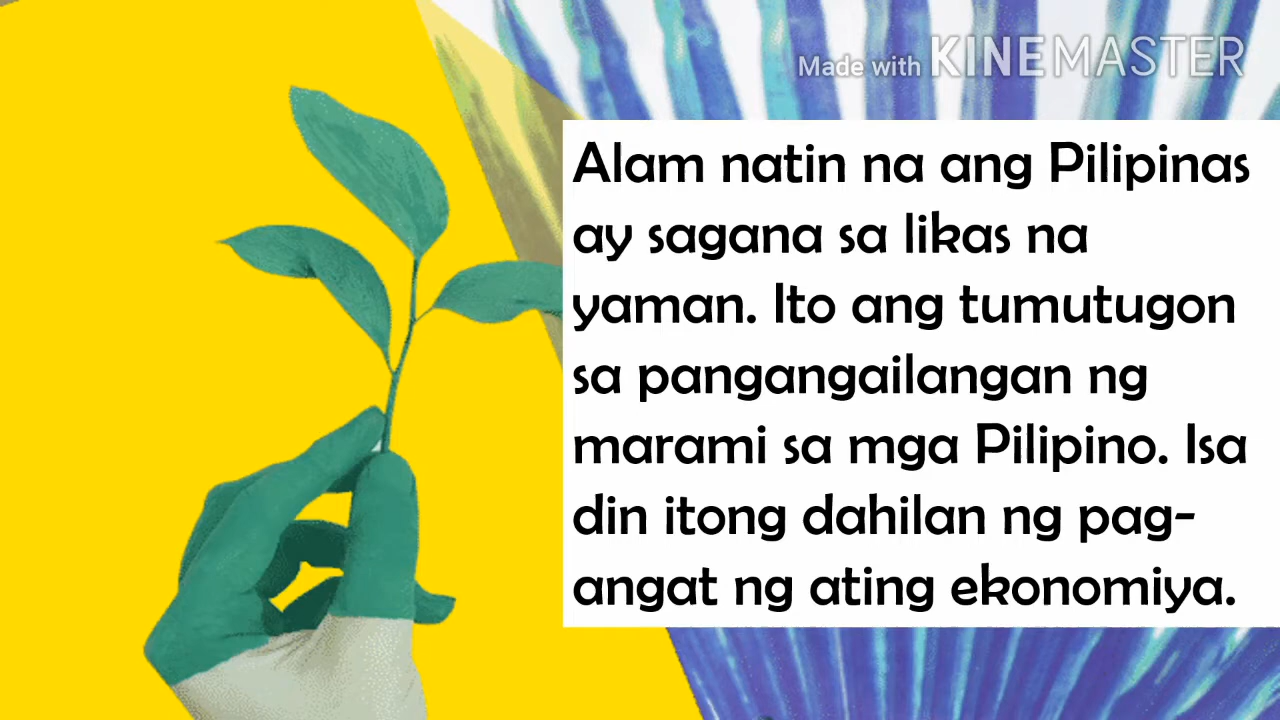 Made with KINEMASTER
Alam natin na ang Pilipinas
ay sagana sa likas na
yaman. Ito ang tumutugon
sa pangangailangan ng
marami sa mga Pilipino. Isa
din itong dahilan ng pag-
angat ng ating ekonomiya.